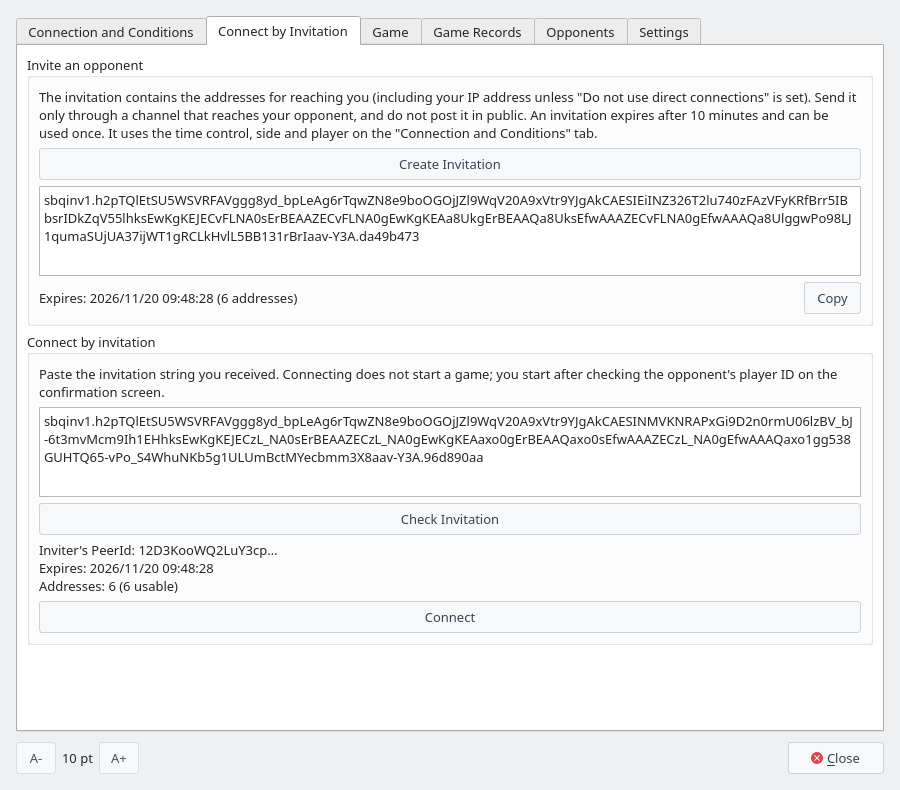 Connection and Conditions Connect by Invitation Game Game Records Opponents Settings
Invite an opponent
The invitation contains the addresses for reaching you (including your IP address unless "Do not use direct connections" is set). Send it
only through a channel that reaches your opponent, and do not post it in public. An invitation expires after 10 minutes and can be
used once. It uses the time control, side and player on the "Connection and Conditions" tab.
Create Invitation
sbqinv1.h2pTQlEtSU5WSVRFAVggg8yd_bpLeAg6rTqwZN8e9boOGOjJZl9WqV20A9xVtr9YJgAkCAESIEiINZ326T2lu740zFAzVFyKRfBrr5IB
bsrIDkZqV55lhksEwKgKEJECvFLNA0sErBEAAZECvFLNA0gEwKgKEAa8UkgErBEAAQa8UksEfwAAAZECvFLNA0gEfwAAAQa8UlggwPo98LJ
1qumaSUjUA37ijWT1gRCLkHvlL5BB131rBrIaav-Y3A.da49b473
Expires: 2026/11/20 09:48:28 (6 addresses)
Copy
Connect by invitation
Paste the invitation string you received. Connecting does not start a game; you start after checking the opponent's player ID on the
confirmation screen.
sbqinv1.h2pTQlEtSU5WSVRFAVggg8yd_bpLeAg6rTqwZN8e9boOGOjJZl9WqV20A9xVtr9YJgAkCAESINMVKNRAPxGi9D2n0rmU06lzBV_bJ
-6t3mvMcm9Ih1EHhksEwKgKEJECzL_NA0sErBEAAZECzL_NA0gEwKgKEAaxo0gErBEAAQaxo0sEfwAAAZECzL_NA0gEfwAAAQaxo1gg538
GUHTQ65-vPo_S4WhuNKb5g1ULUmBctMYecbmm3X8aav-Y3A.96d890aa
Check Invitation
Inviter's PeerId: 12D3KooWQ2LuY3cp...
Expires: 2026/11/20 09:48:28
Addresses: 6 (6 usable)
Connect
A- 10 pt A+ Close